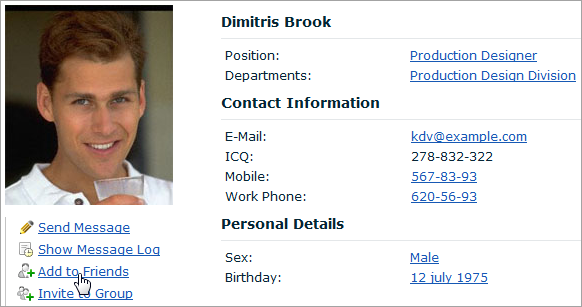 Dimitris Brook
Position: Production Designer
Departments: Production Design Division
Contact Information
E-Mail: kdv@example.com
ICQ: 278-832-322
Mobile: 567-83-93
Work Phone: 620-56-93
Personal Details
Sex: Male
Birthday: 12 july 1975
Send Message
Show Message Log
Add to Friends
Invite to Group